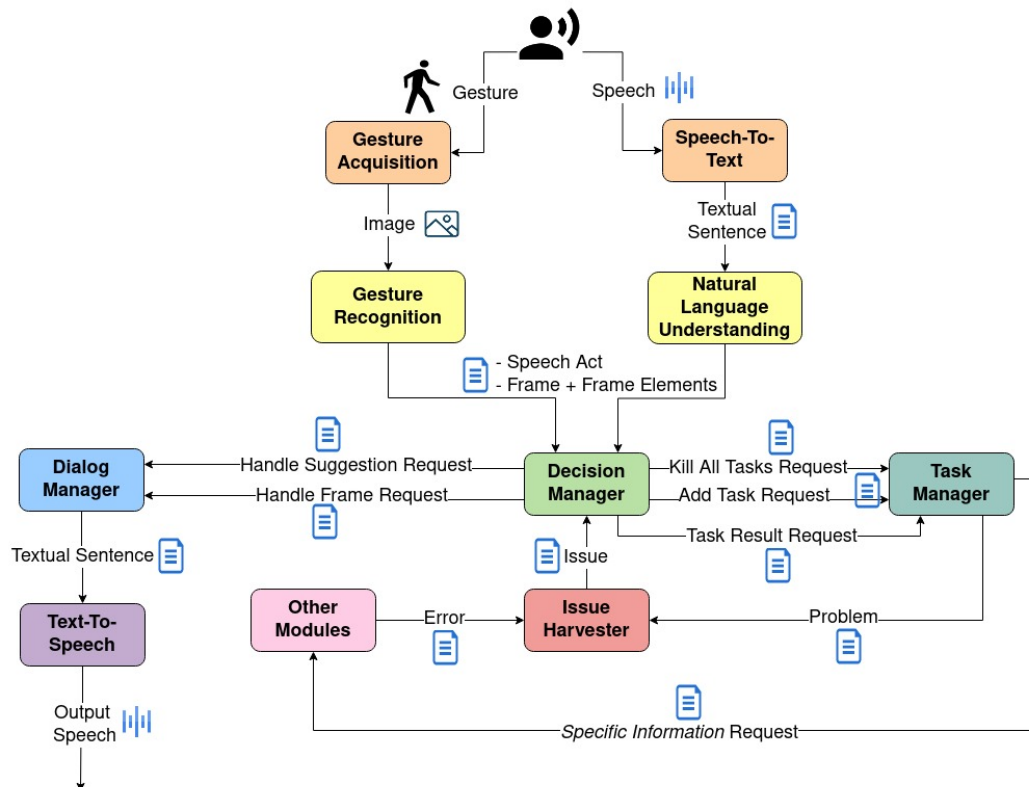 Gesture
Speech
Gesture
Acquisition
Speech-To-
Text
Image
Textual
Sentence
Gesture
Recognition
Natural
Language
Understanding
- Speech Act
- Frame + Frame Elements
Dialog
Manager
Handle Suggestion Request
Handle Frame Request
Decision
Manager
Kill All Tasks Request
Add Task Request
Task Result Request
Task
Manager
Textual Sentence
Issue
Text-To-
Speech
Other
Modules
Error
Issue
Harvester
Problem
Output
Speech
Specific Information Request